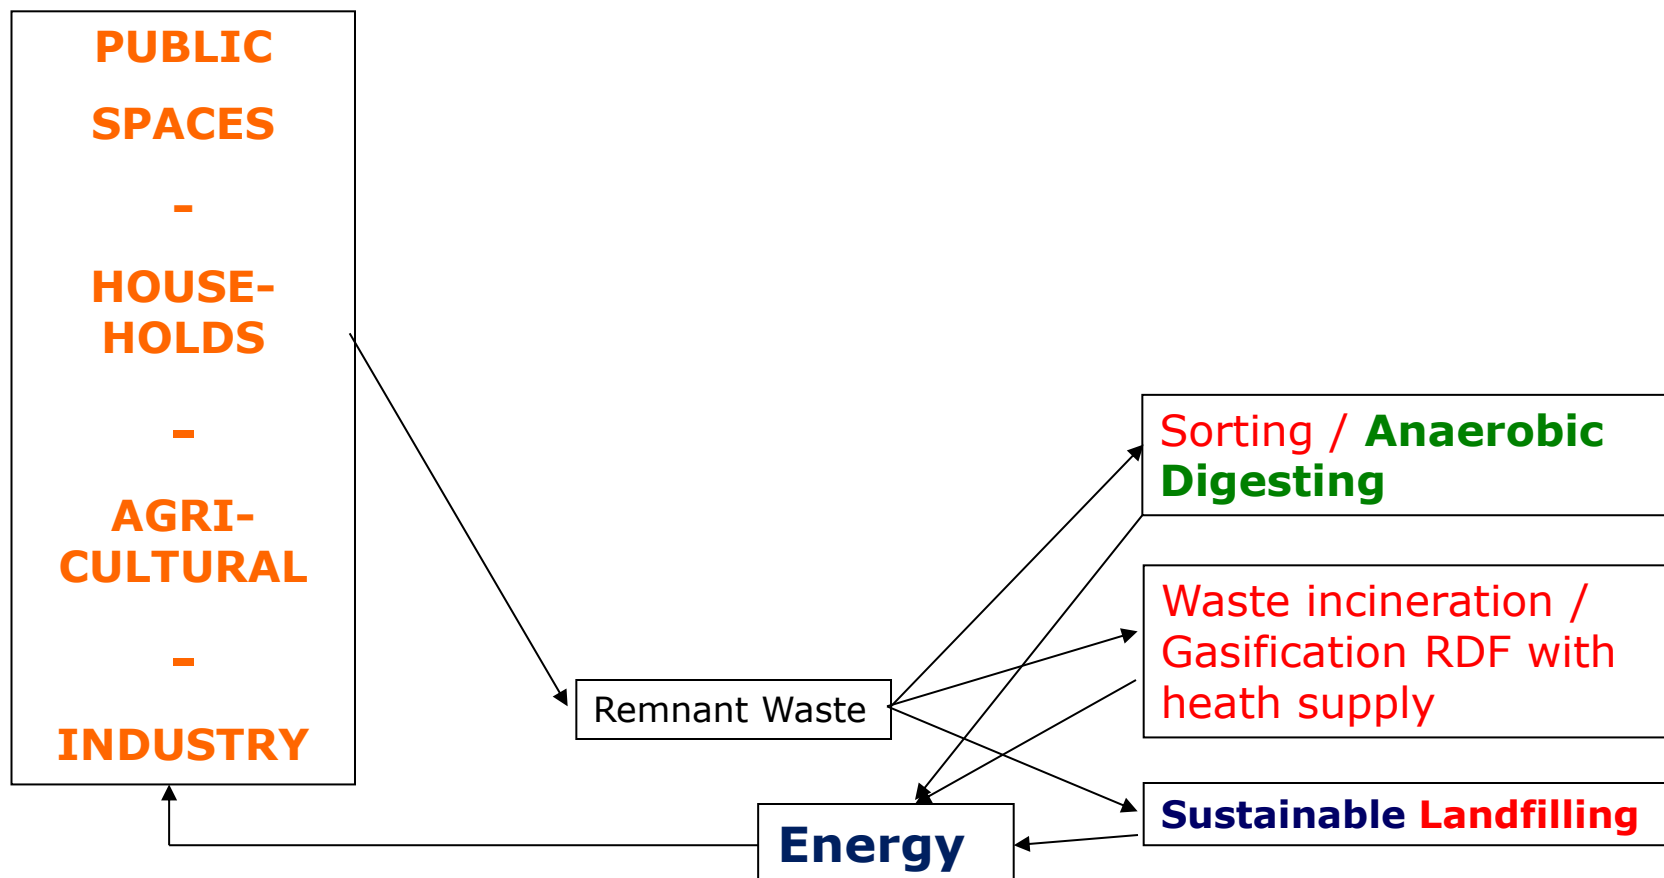 PUBLIC
SPACES
-
HOUSE-
HOLDS
-
AGRI-
CULTURAL
-
INDUSTRY
Remnant Waste
Sorting / Anaerobic
Digesting
Waste incineration /
Gasification RDF with
heath supply
Sustainable Landfilling
Energy